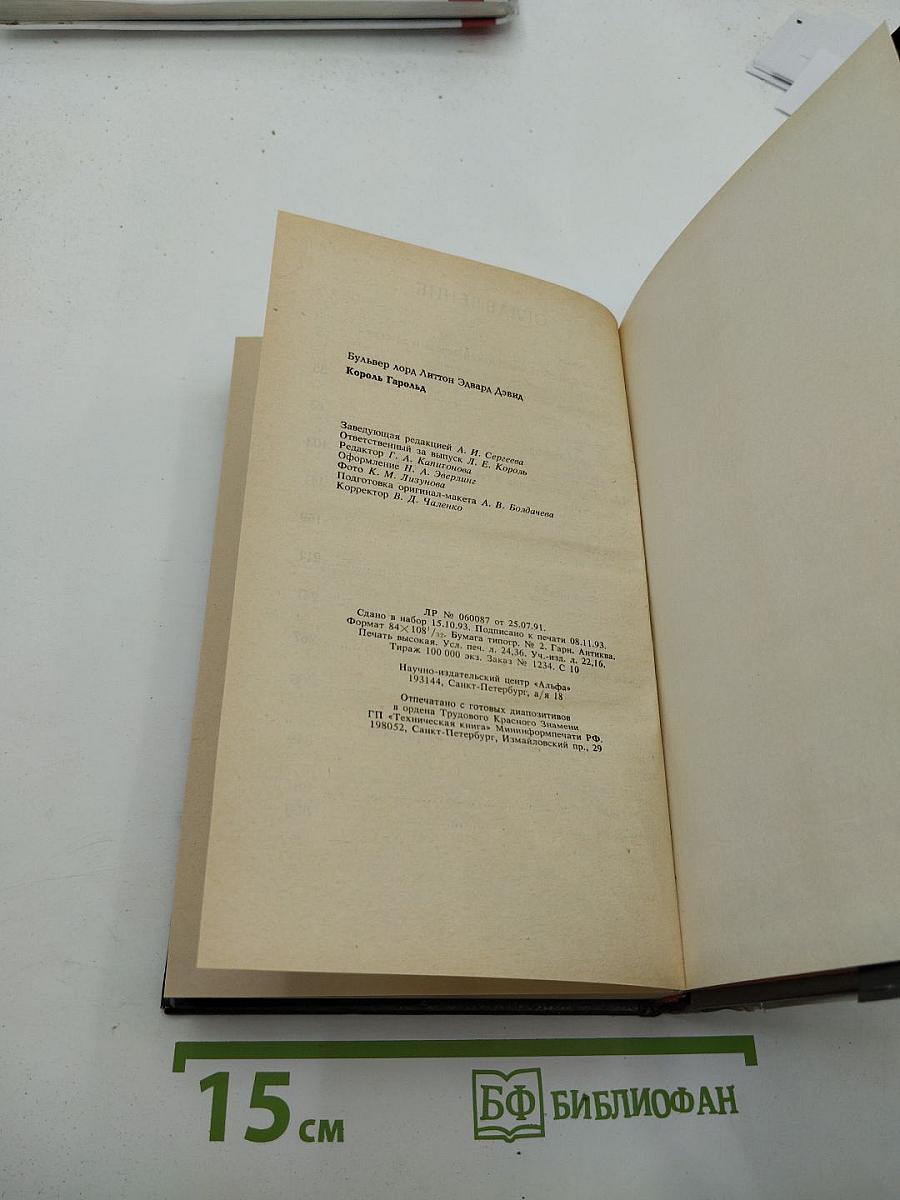 Бульвер лорд Литтон Эдвард Дэвид
Король Гарольд
Заведующая редакцией А. И. Сергеева
Ответственный за выпуск Л. Е. Король
Редактор Г. А. Капитонова
Оформление Н. А. Эверлинг
Фото К. М. Лизунова
Подготовка оригинал-макета А. В. Болдачева
Корректор В. Д. Чаленко
ЛР № 060087 от 25.07.91.
Сдано в набор 15.10.93. Подписано к печати 08.11.93.
Формат 84×108¹/₃₂. Бумага типогр. № 2. Гарн. Антиква.
Печать высокая. Усл. печ. л. 24,36. Уч.-изд. л. 22,16.
Тираж 100 000 экз. Заказ № 1234. С 10
Научно-издательский центр «Альфа»
193144, Санкт-Петербург, а/я 18
Отпечатано с готовых диапозитивов
в ордена Трудового Красного Знамени
ГП «Техническая книга» Мининформпечати РФ.
198052, Санкт-Петербург, Измайловский пр., 29
15 см
БФ БИБЛИОФАН